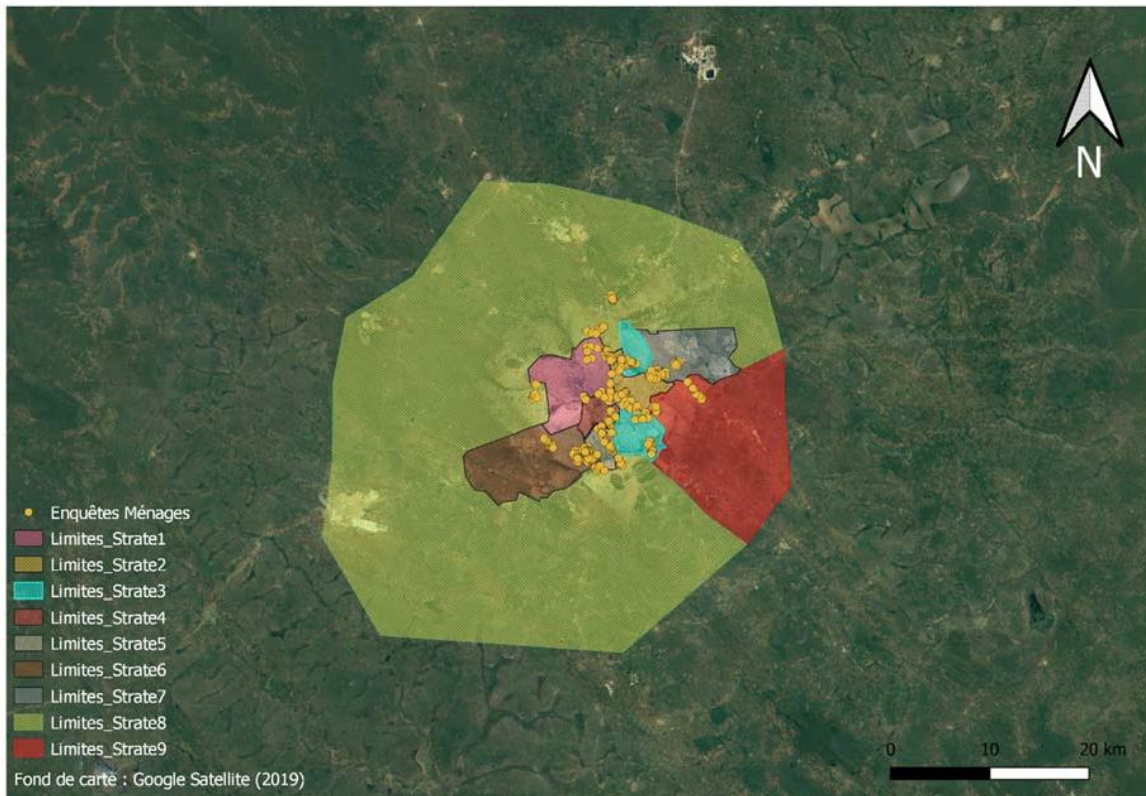 N
Enquêtes Ménages
Limites_Strate1
Limites_Strate2
Limites_Strate3
Limites_Strate4
Limites_Strate5
Limites_Strate6
Limites_Strate7
Limites_Strate8
Limites_Strate9
0 10 20 km
Fond de carte : Google Satellite (2019)